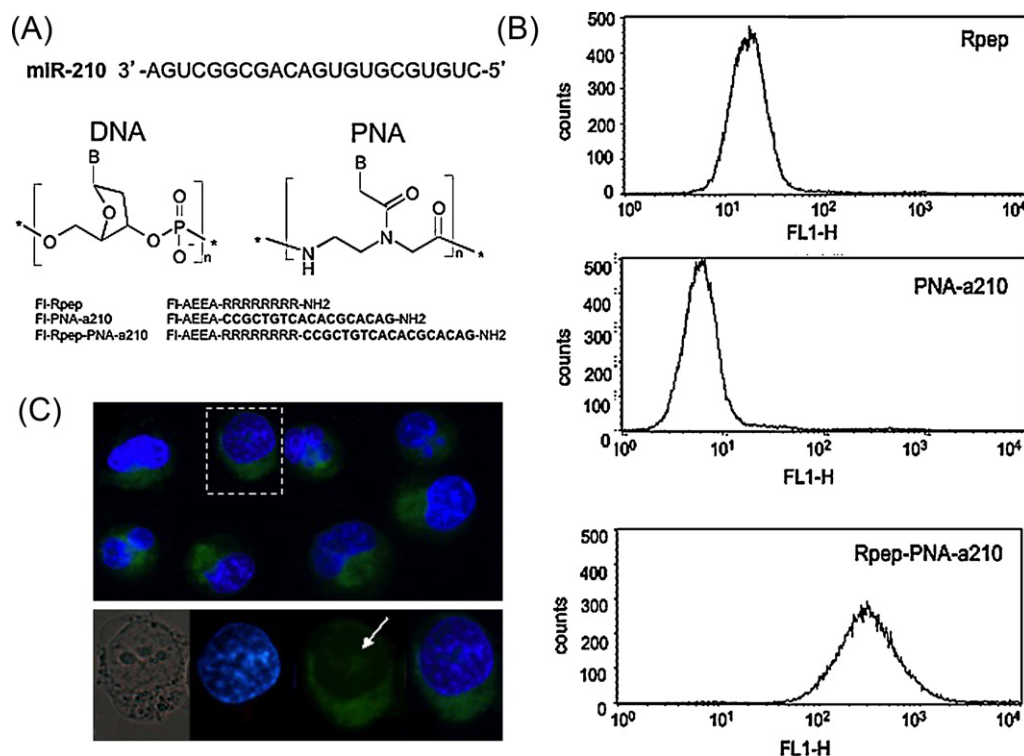 (A)
miR-210 3'-AGUCGGCGACAGUGUGCGUGUC-5'
DNA
PNA
B
B
O
O
O
P
O
O
-
n
*
*
N
H
N
O
O
n
*
*
Fl-Rpep Fl-AEEA-RRRRRRRR-NH2
Fl-PNA-a210 Fl-AEEA-CCGCTGTCACACGCACAG-NH2
Fl-Rpep-PNA-a210 Fl-AEEA-RRRRRRRR-CCGCTGTCACACGCACAG-NH2
(B)
Rpep
counts
500
400
300
200
100
0
10⁰ 10¹ 10² 10³ 10⁴
FL1-H
PNA-a210
counts
500
400
300
200
100
0
10⁰ 10¹ 10² 10³ 10⁴
FL1-H
Rpep-PNA-a210
counts
500
400
300
200
100
0
10⁰ 10¹ 10² 10³ 10⁴
FL1-H
(C)